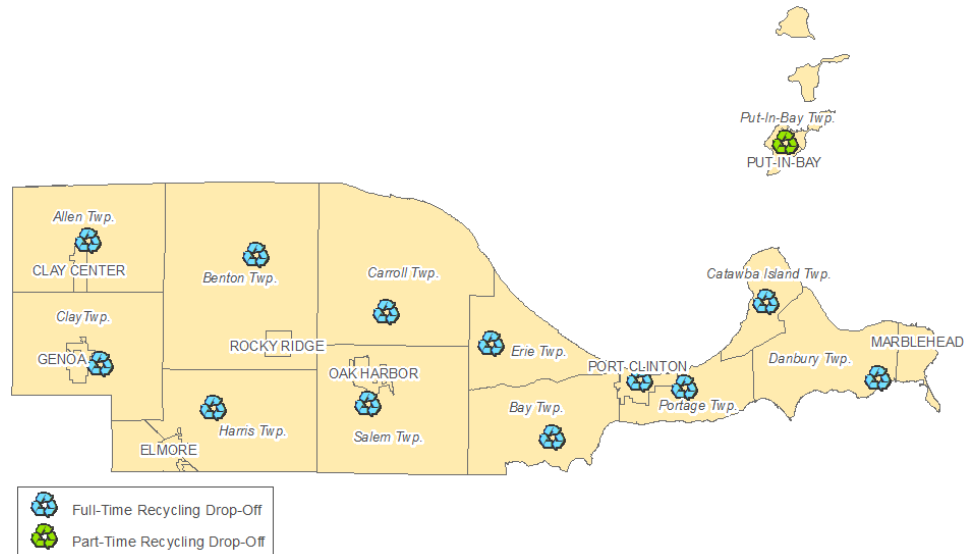 Put-In-Bay Twp.
PUT-IN-BAY
Allen Twp.
CLAY CENTER
Benton Twp.
Carroll Twp.
Catawba Island Twp.
ClayTwp.
GENOA
ROCKY RIDGE
Erie Twp.
MARBLEHEAD
Danbury Twp.
OAK HARBOR
PORT CLINTON
Harris Twp.
Salem Twp.
Bay Twp.
Portage Twp.
ELMORE
Full-Time Recycling Drop-Off
Part-Time Recycling Drop-Off